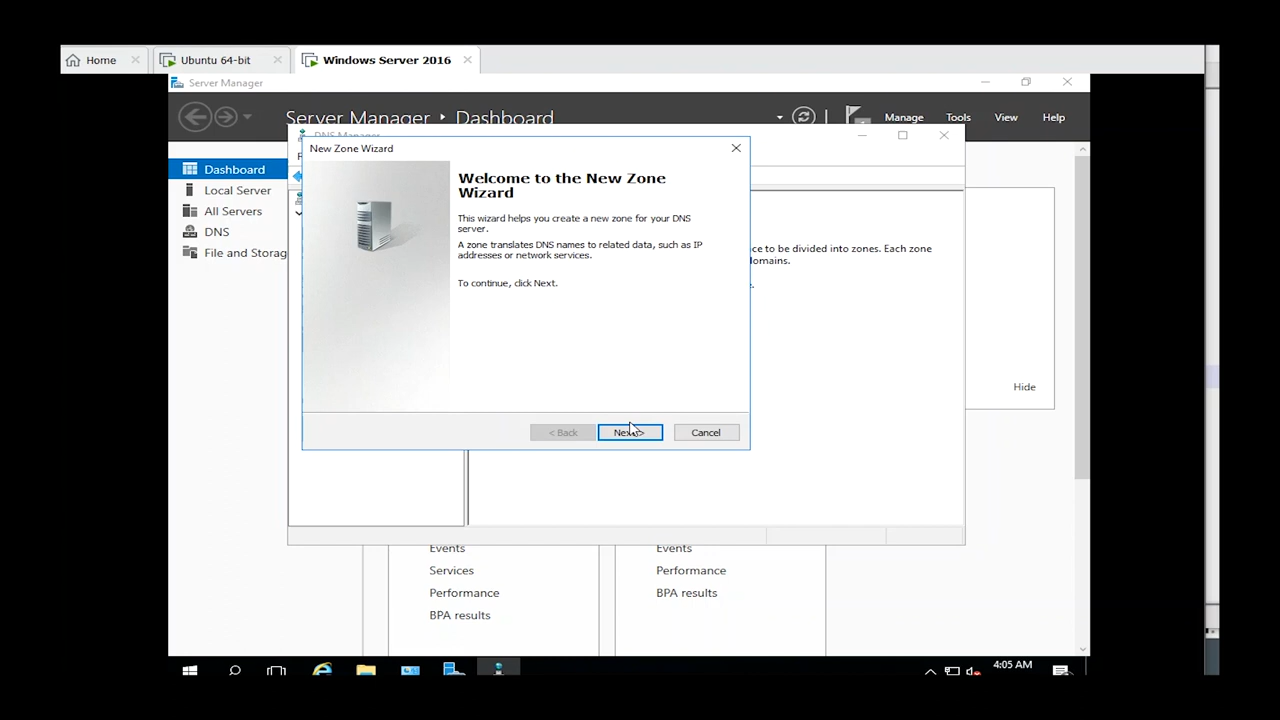 Home
Ubuntu 64-bit
Windows Server 2016
Server Manager
Server Manager
Dashboard
Manage
Tools
View
Help
Dashboard
Local Server
All Servers
DNS
File and Storag
DNS Manager
New Zone Wizard
Welcome to the New Zone
Wizard
This wizard helps you create a new zone for your DNS
server.
A zone translates DNS names to related data, such as IP
addresses or network services.
To continue, click Next.
< Back
Next >
Cancel
ce to be divided into zones. Each zone
omains.
Hide
Events
Services
Performance
BPA results
Events
Performance
BPA results
4:05 AM